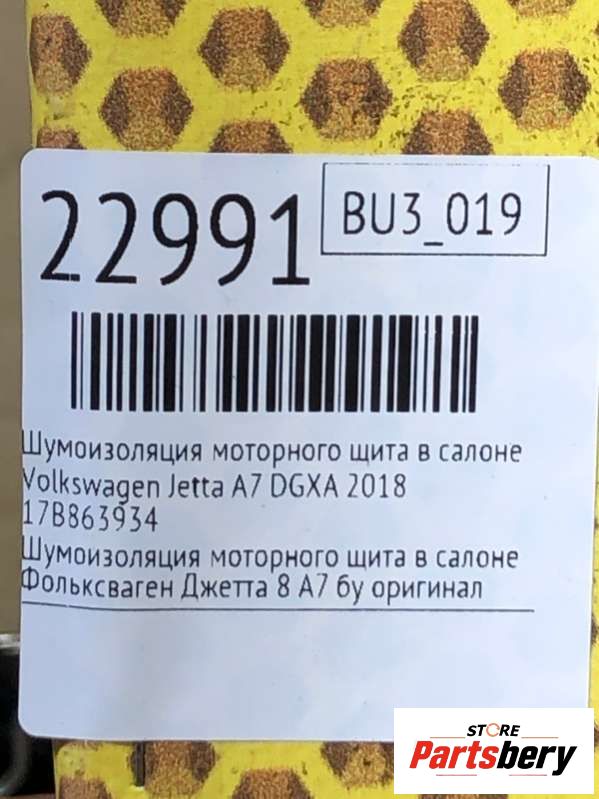 22991
BU3_019
Шумоизоляция моторного щита в салоне
Volkswagen Jetta A7 DGXA 2018
17B863934
Шумоизоляция моторного щита в салоне
Фольксваген Джетта 8 А7 бу оригинал
STORE
Partsbery